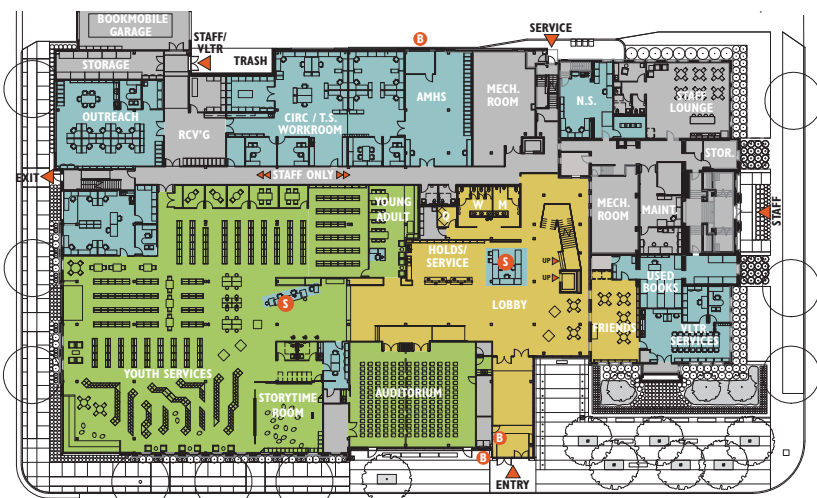 BOOKMOBILE
GARAGE
STAFF/
VLTR
B
SERVICE
STORAGE
TRASH
OUTREACH
RCV'G
CIRC / T.S.
WORKROOM
AMHS
MECH.
ROOM
N.S.
STAFF
LOUNGE
STOR.
EXIT
STAFF ONLY
YOUNG
ADULT
W
M
MECH.
ROOM
MAINT.
STAFF
HOLDS/
SERVICE
S
UP
UP
USED
BOOKS
S
LOBBY
FRIENDS
VLTR
SERVICES
YOUTH SERVICES
STORYTIME
ROOM
AUDITORIUM
B
B
ENTRY